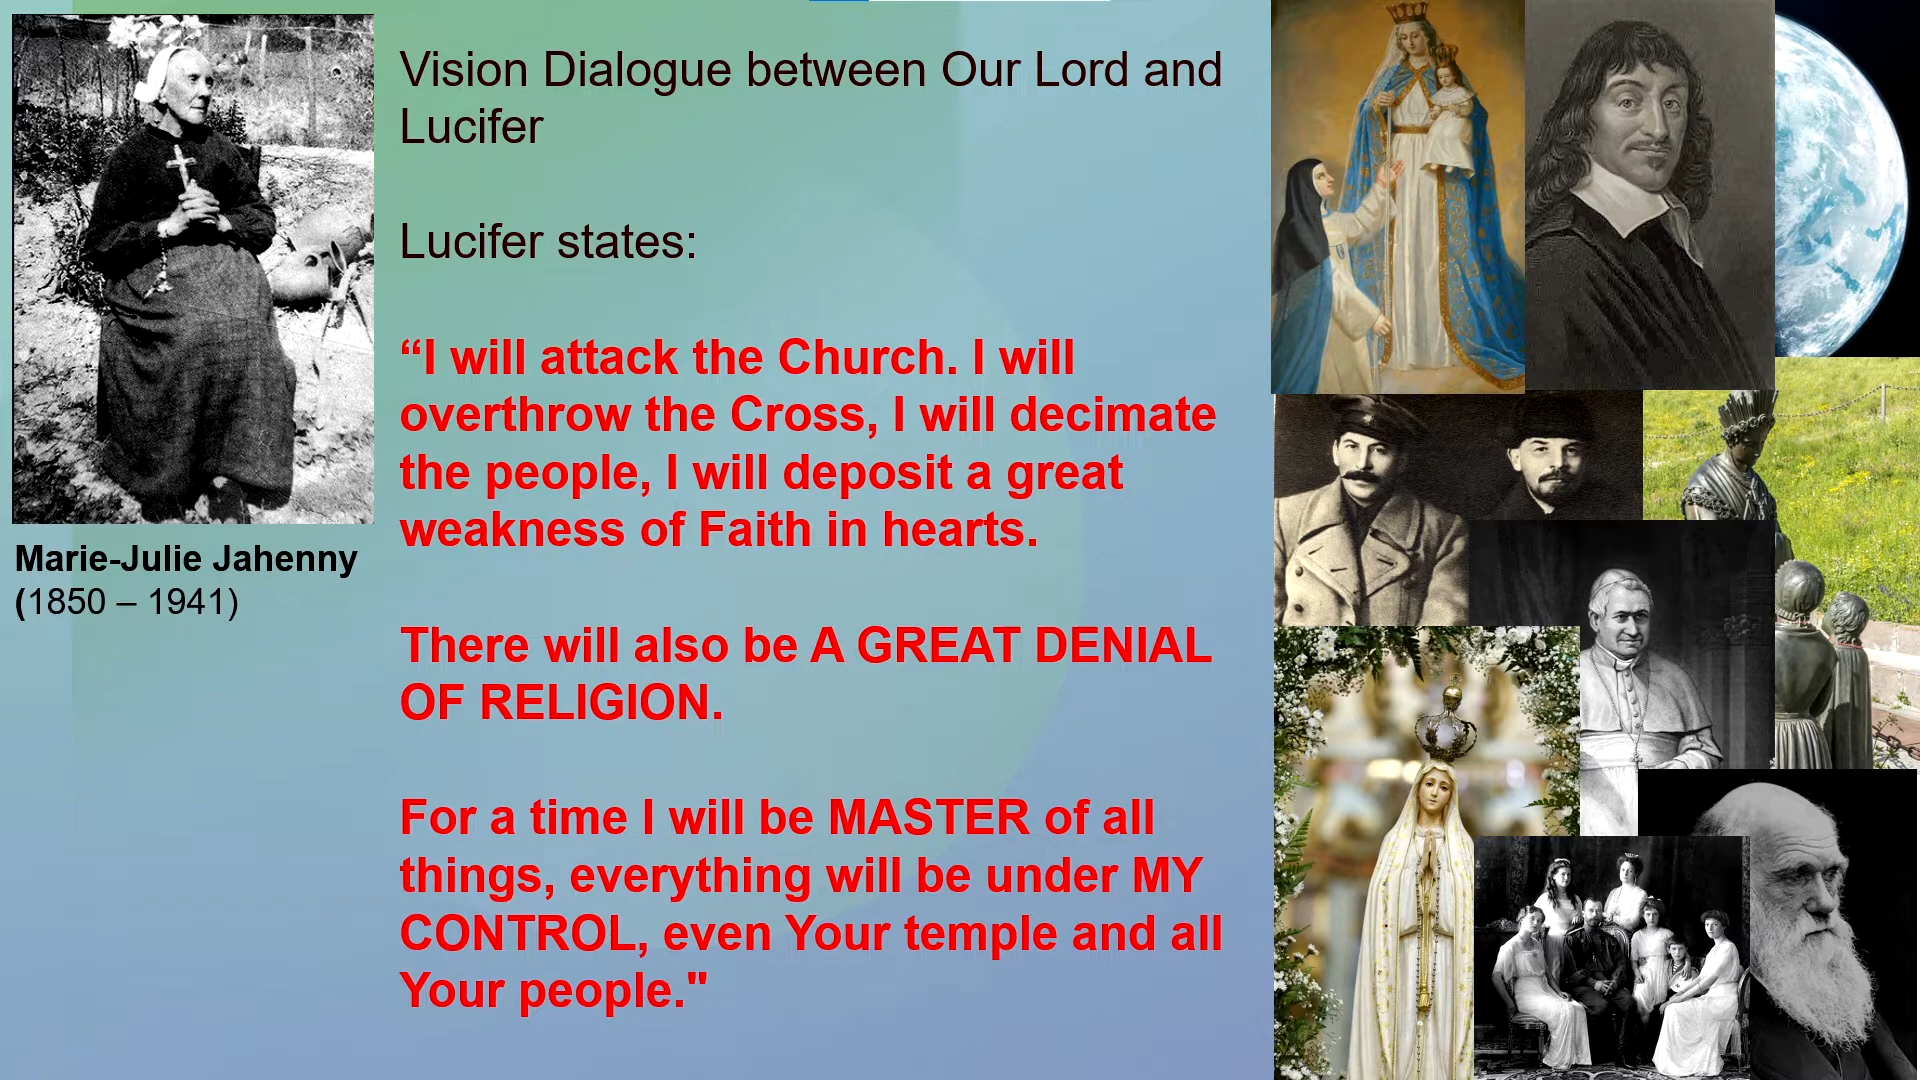 Vision Dialogue between Our Lord and
Lucifer
Lucifer states:
“I will attack the Church. I will
overthrow the Cross, I will decimate
the people, I will deposit a great
weakness of Faith in hearts.
There will also be A GREAT DENIAL
OF RELIGION.
For a time I will be MASTER of all
things, everything will be under MY
CONTROL, even Your temple and all
Your people."
Marie-Julie Jahenny
(1850 – 1941)